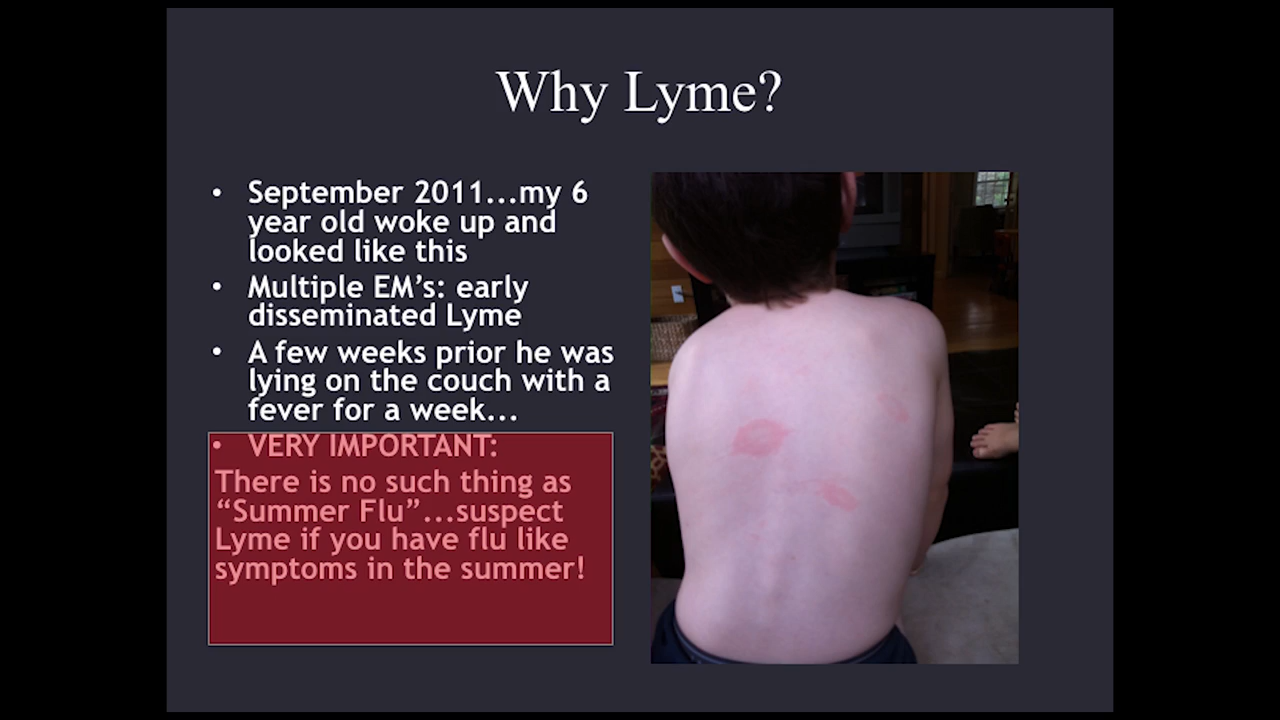 Why Lyme?
• September 2011...my 6
year old woke up and
looked like this
• Multiple EM’s: early
disseminated Lyme
• A few weeks prior he was
lying on the couch with a
fever for a week...
• VERY IMPORTANT:
There is no such thing as
“Summer Flu”...suspect
Lyme if you have flu like
symptoms in the summer!